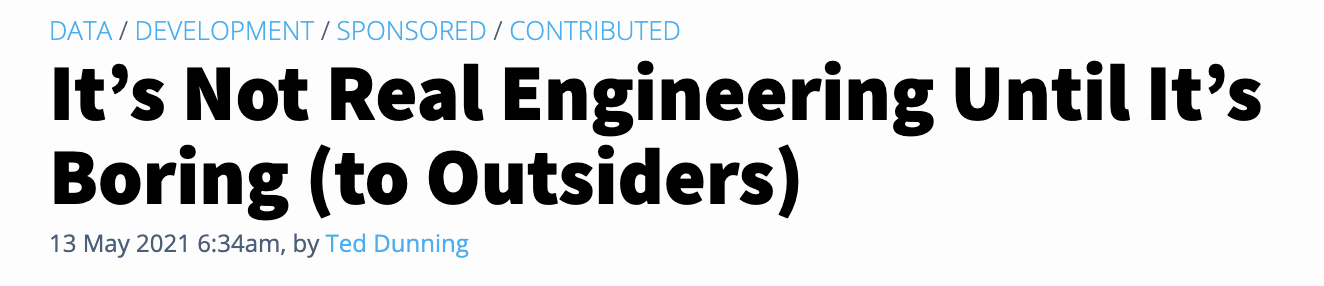 DATA / DEVELOPMENT / SPONSORED / CONTRIBUTED
It’s Not Real Engineering Until It’s
Boring (to Outsiders)
13 May 2021 6:34am, by Ted Dunning